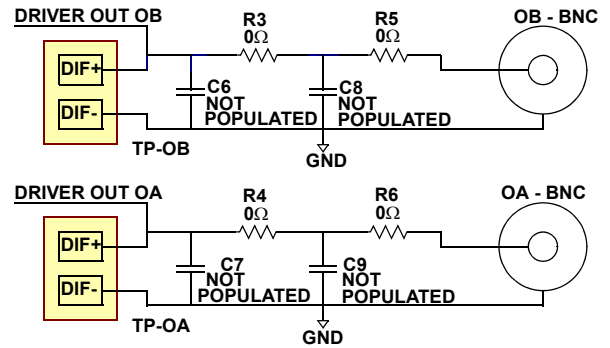 DRIVER OUT OB
R3
0Ω
R5
0Ω
OB - BNC
DIF+
DIF-
C6
NOT
POPULATED
C8
NOT
POPULATED
TP-OB
GND
DRIVER OUT OA
R4
0Ω
R6
0Ω
OA - BNC
DIF+
DIF-
C7
NOT
POPULATED
C9
NOT
POPULATED
TP-OA
GND